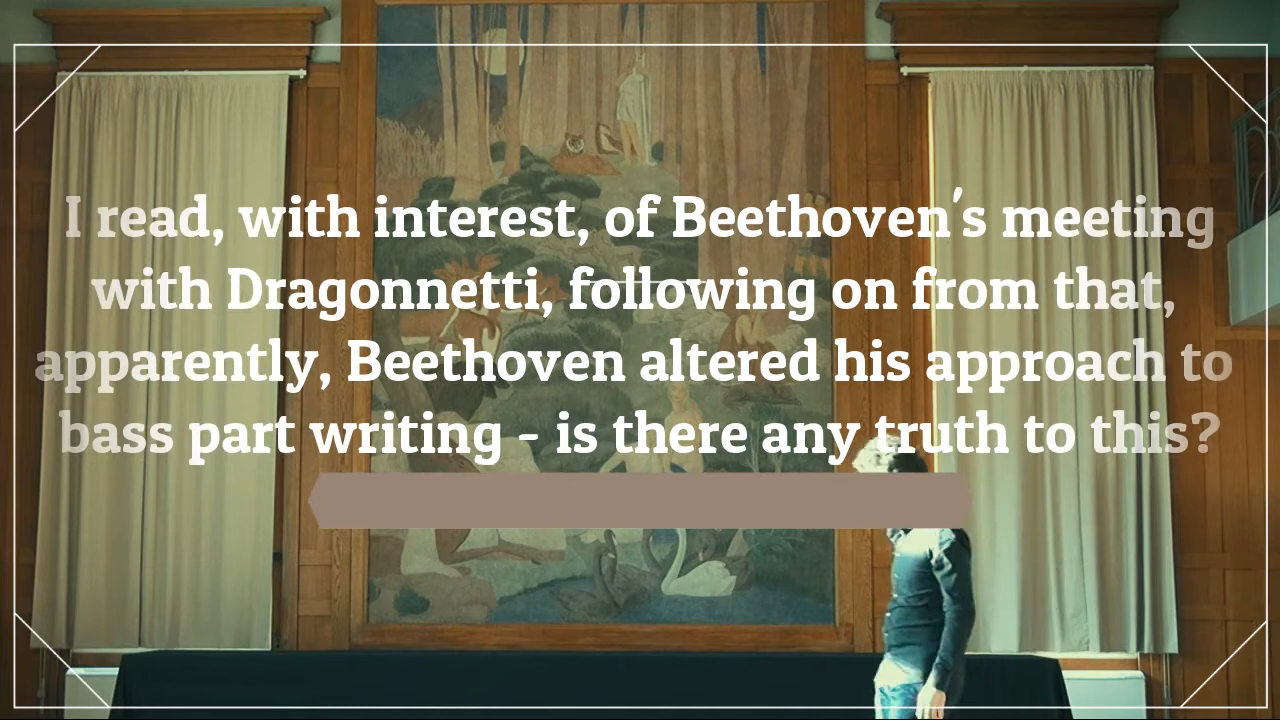 I read, with interest, of Beethoven's meeting
with Dragonnetti, following on from that,
apparently, Beethoven altered his approach to
bass part writing - is there any truth to this?